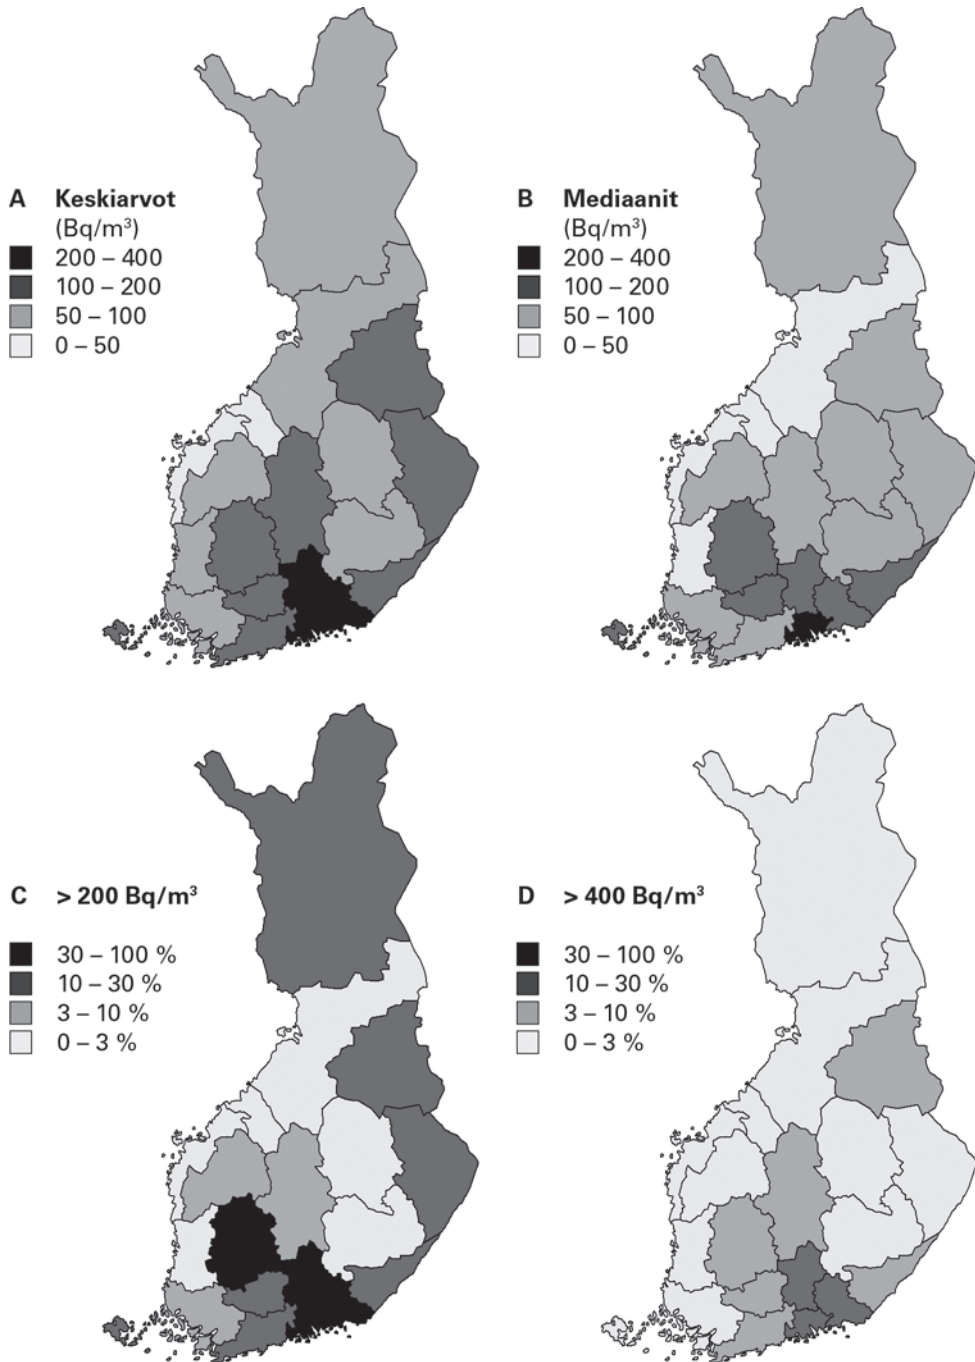 A Keskiarvot
(Bq/m³)
200 – 400
100 – 200
50 – 100
0 – 50
B Mediaanit
(Bq/m³)
200 – 400
100 – 200
50 – 100
0 – 50
C > 200 Bq/m³
30 – 100 %
10 – 30 %
3 – 10 %
0 – 3 %
D > 400 Bq/m³
30 – 100 %
10 – 30 %
3 – 10 %
0 – 3 %